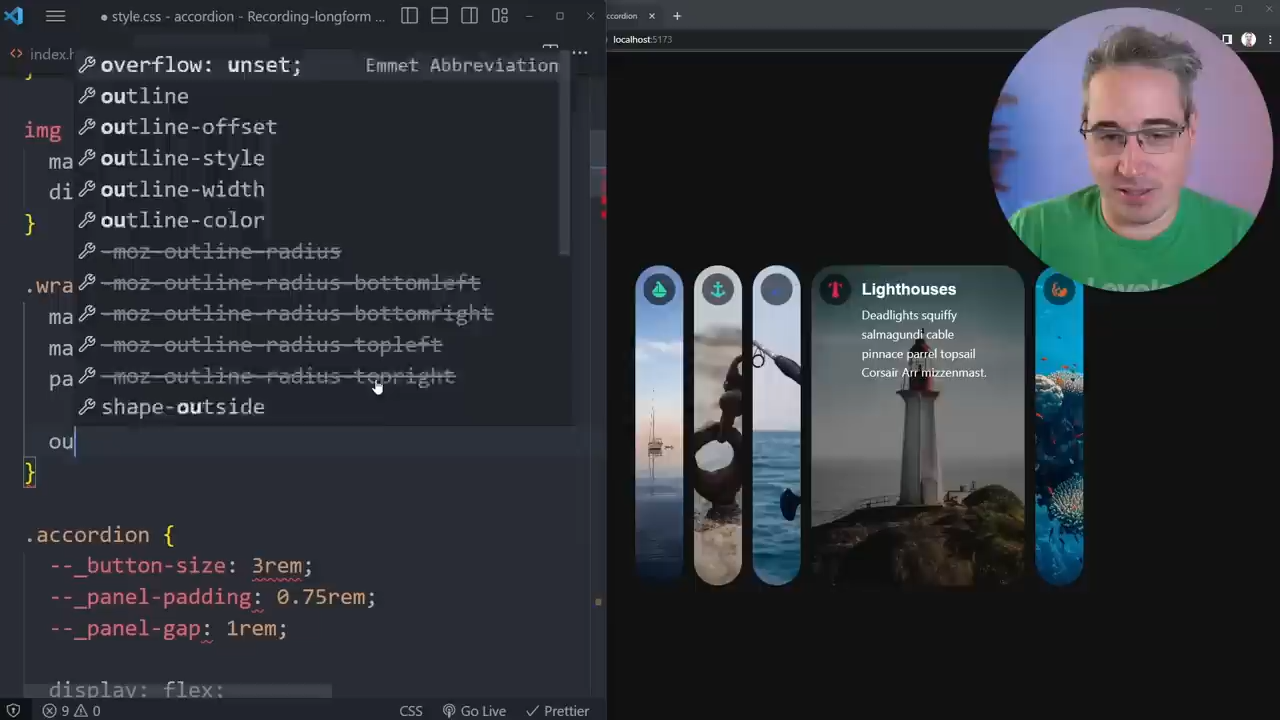 ● style.css - accordion - Recording-longform ...
index.h
overflow: unset; Emmet Abbreviation
outline
outline-offset
outline-style
outline-width
outline-color
-moz-outline-radius
-moz-outline-radius-bottomleft
-moz-outline-radius-bottomright
-moz-outline-radius-topleft
-moz-outline-radius-topright
shape-outside
}
img
ma
di
}
.wra
ma
ma
pa
ou
}
.accordion {
--_button-size: 3rem;
--_panel-padding: 0.75rem;
--_panel-gap: 1rem;
display: flex;
9 0 CSS Go Live Prettier
ccordion
localhost:5173
Lighthouses
Deadlights squiffy
salmagundi cable
pinnace parrel topsail
Corsair Arr mizzenmast.